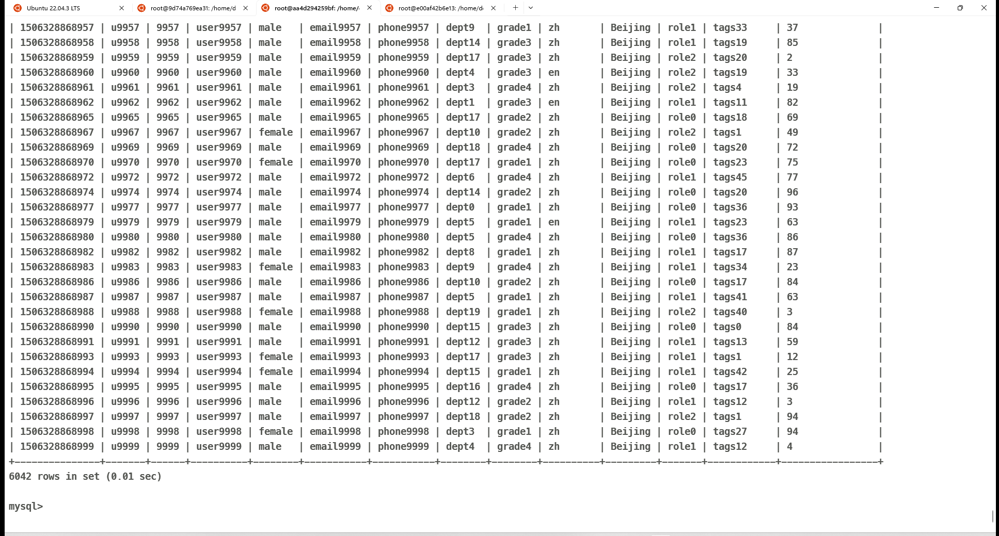 Ubuntu 22.04.3 LTS root@9d74a769ea31: /home/d root@aa4d294259bf: /home/ root@e00af42b6e13: /home/d
| 1506328868957 | u9957 | 9957 | user9957 | male | email9957 | phone9957 | dept9 | grade1 | zh | Beijing | role1 | tags33 | 37 |
| 1506328868958 | u9958 | 9958 | user9958 | male | email9958 | phone9958 | dept14 | grade3 | zh | Beijing | role1 | tags19 | 85 |
| 1506328868959 | u9959 | 9959 | user9959 | male | email9959 | phone9959 | dept17 | grade3 | zh | Beijing | role2 | tags20 | 2 |
| 1506328868960 | u9960 | 9960 | user9960 | male | email9960 | phone9960 | dept4 | grade3 | en | Beijing | role2 | tags19 | 33 |
| 1506328868961 | u9961 | 9961 | user9961 | male | email9961 | phone9961 | dept3 | grade4 | zh | Beijing | role2 | tags4 | 19 |
| 1506328868962 | u9962 | 9962 | user9962 | male | email9962 | phone9962 | dept1 | grade3 | en | Beijing | role1 | tags11 | 82 |
| 1506328868965 | u9965 | 9965 | user9965 | male | email9965 | phone9965 | dept17 | grade2 | zh | Beijing | role0 | tags18 | 69 |
| 1506328868967 | u9967 | 9967 | user9967 | female | email9967 | phone9967 | dept10 | grade2 | zh | Beijing | role2 | tags1 | 49 |
| 1506328868969 | u9969 | 9969 | user9969 | male | email9969 | phone9969 | dept18 | grade4 | zh | Beijing | role0 | tags20 | 72 |
| 1506328868970 | u9970 | 9970 | user9970 | female | email9970 | phone9970 | dept17 | grade1 | zh | Beijing | role0 | tags23 | 75 |
| 1506328868972 | u9972 | 9972 | user9972 | male | email9972 | phone9972 | dept6 | grade4 | zh | Beijing | role1 | tags45 | 77 |
| 1506328868974 | u9974 | 9974 | user9974 | male | email9974 | phone9974 | dept14 | grade2 | zh | Beijing | role0 | tags20 | 96 |
| 1506328868977 | u9977 | 9977 | user9977 | male | email9977 | phone9977 | dept0 | grade1 | zh | Beijing | role0 | tags36 | 93 |
| 1506328868979 | u9979 | 9979 | user9979 | male | email9979 | phone9979 | dept5 | grade1 | en | Beijing | role1 | tags23 | 63 |
| 1506328868980 | u9980 | 9980 | user9980 | male | email9980 | phone9980 | dept5 | grade4 | zh | Beijing | role0 | tags36 | 86 |
| 1506328868982 | u9982 | 9982 | user9982 | male | email9982 | phone9982 | dept8 | grade1 | zh | Beijing | role1 | tags17 | 87 |
| 1506328868983 | u9983 | 9983 | user9983 | female | email9983 | phone9983 | dept9 | grade4 | zh | Beijing | role1 | tags34 | 23 |
| 1506328868986 | u9986 | 9986 | user9986 | male | email9986 | phone9986 | dept10 | grade2 | zh | Beijing | role0 | tags17 | 84 |
| 1506328868987 | u9987 | 9987 | user9987 | male | email9987 | phone9987 | dept5 | grade1 | zh | Beijing | role1 | tags41 | 63 |
| 1506328868988 | u9988 | 9988 | user9988 | female | email9988 | phone9988 | dept19 | grade1 | zh | Beijing | role2 | tags40 | 3 |
| 1506328868990 | u9990 | 9990 | user9990 | male | email9990 | phone9990 | dept15 | grade3 | zh | Beijing | role0 | tags0 | 84 |
| 1506328868991 | u9991 | 9991 | user9991 | male | email9991 | phone9991 | dept12 | grade3 | zh | Beijing | role1 | tags13 | 59 |
| 1506328868993 | u9993 | 9993 | user9993 | female | email9993 | phone9993 | dept17 | grade3 | zh | Beijing | role1 | tags1 | 12 |
| 1506328868994 | u9994 | 9994 | user9994 | female | email9994 | phone9994 | dept15 | grade1 | zh | Beijing | role1 | tags42 | 25 |
| 1506328868995 | u9995 | 9995 | user9995 | male | email9995 | phone9995 | dept16 | grade4 | zh | Beijing | role0 | tags17 | 36 |
| 1506328868996 | u9996 | 9996 | user9996 | male | email9996 | phone9996 | dept12 | grade2 | zh | Beijing | role1 | tags12 | 3 |
| 1506328868997 | u9997 | 9997 | user9997 | male | email9997 | phone9997 | dept18 | grade2 | zh | Beijing | role2 | tags1 | 94 |
| 1506328868998 | u9998 | 9998 | user9998 | female | email9998 | phone9998 | dept3 | grade1 | zh | Beijing | role0 | tags27 | 94 |
| 1506328868999 | u9999 | 9999 | user9999 | male | email9999 | phone9999 | dept4 | grade4 | zh | Beijing | role1 | tags12 | 4 |
+---------------+-------+------+----------+--------+-----------+-----------+--------+--------+----------+---------+-------+------------+-----------------+
6042 rows in set (0.01 sec)
mysql>